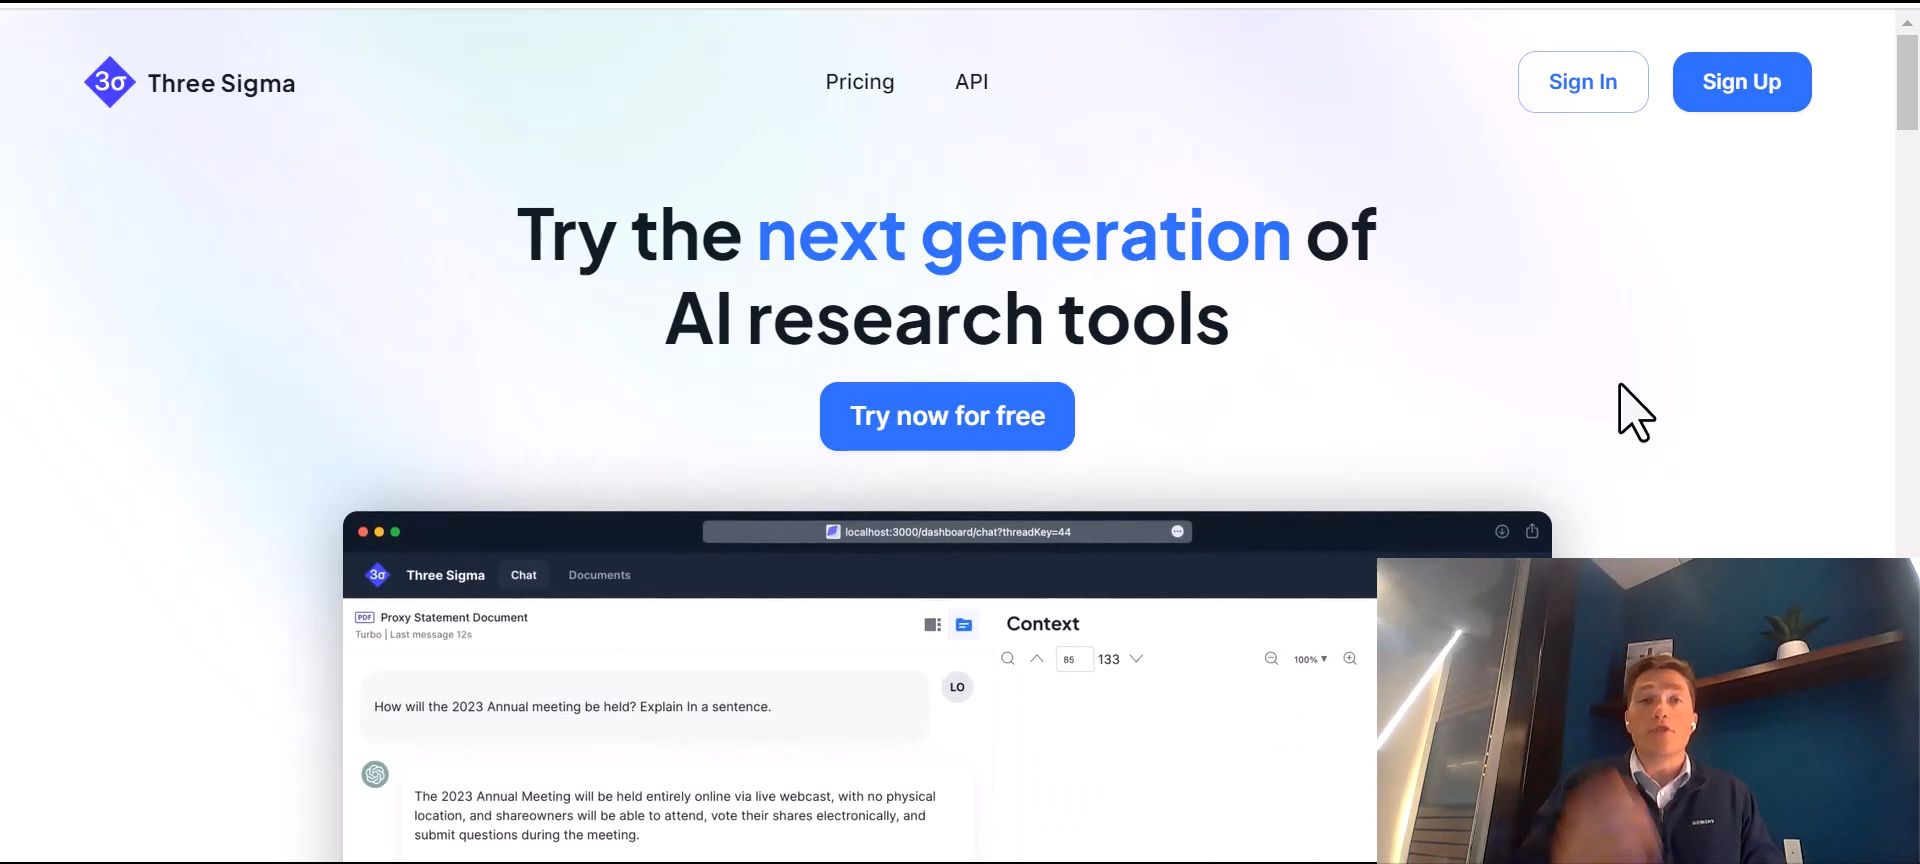 3σ Three Sigma
Pricing
API
Sign In
Sign Up
Try the next generation of
AI research tools
Try now for free
localhost:3000/dashboard/chat?threadKey=44
3σ Three Sigma
Chat
Documents
PDF Proxy Statement Document
Turbo | Last message 12s
Context
85
133
100%
LO
How will the 2023 Annual meeting be held? Explain In a sentence.
The 2023 Annual Meeting will be held entirely online via live webcast, with no physical
location, and shareowners will be able to attend, vote their shares electronically, and
submit questions during the meeting.